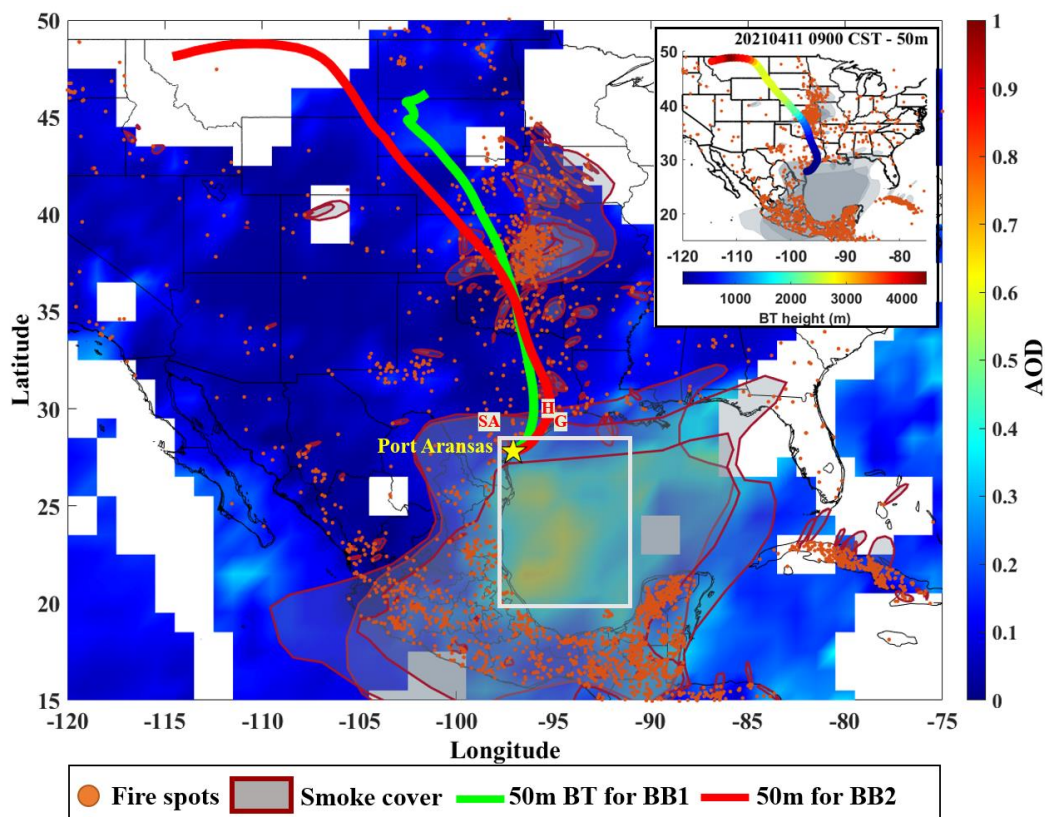 50
45
40
35
30
25
20
15
Latitude
-120 -115 -110 -105 -100 -95 -90 -85 -80 -75
Longitude
SA
H
G
Port Aransas
20210411 0900 CST - 50m
50
40
30
20
-120 -110 -100 -90 -80
1000 2000 3000 4000
BT height (m)
1
0.9
0.8
0.7
0.6
0.5
0.4
0.3
0.2
0.1
0
AOD
Fire spots Smoke cover 50m BT for BB1 50m for BB2